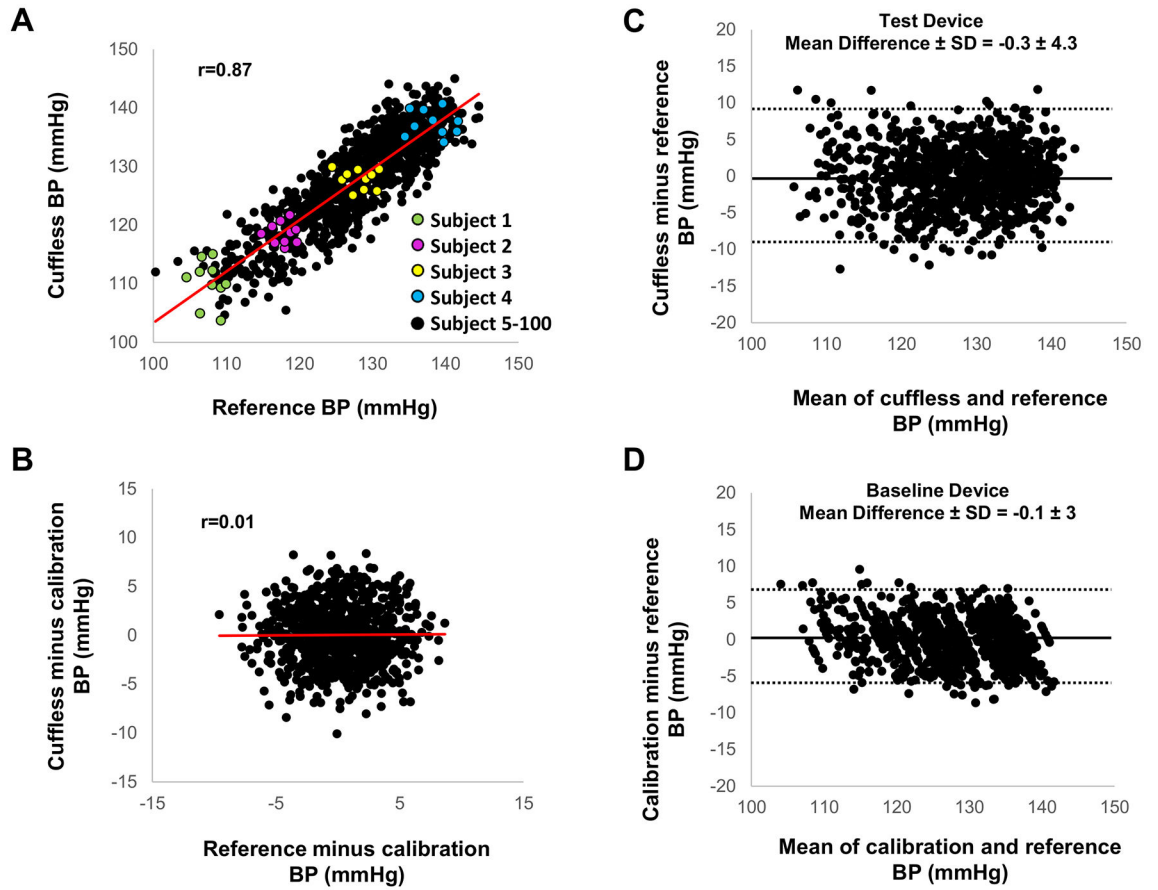 A
150
140
130
120
110
100
Cuffless BP (mmHg)
r=0.87
Subject 1
Subject 2
Subject 3
Subject 4
Subject 5-100
100
110
120
130
140
150
Reference BP (mmHg)
B
15
10
5
0
-5
-10
-15
Cuffless minus calibration
BP (mmHg)
r=0.01
-15
-5
5
15
Reference minus calibration
BP (mmHg)
C
Test Device
Mean Difference ± SD = -0.3 ± 4.3
20
15
10
5
0
-5
-10
-15
-20
Cuffless minus reference
BP (mmHg)
100
110
120
130
140
150
Mean of cuffless and reference
BP (mmHg)
D
Baseline Device
Mean Difference ± SD = -0.1 ± 3
20
15
10
5
0
-5
-10
-15
-20
Calibration minus reference
BP (mmHg)
100
110
120
130
140
150
Mean of calibration and reference
BP (mmHg)